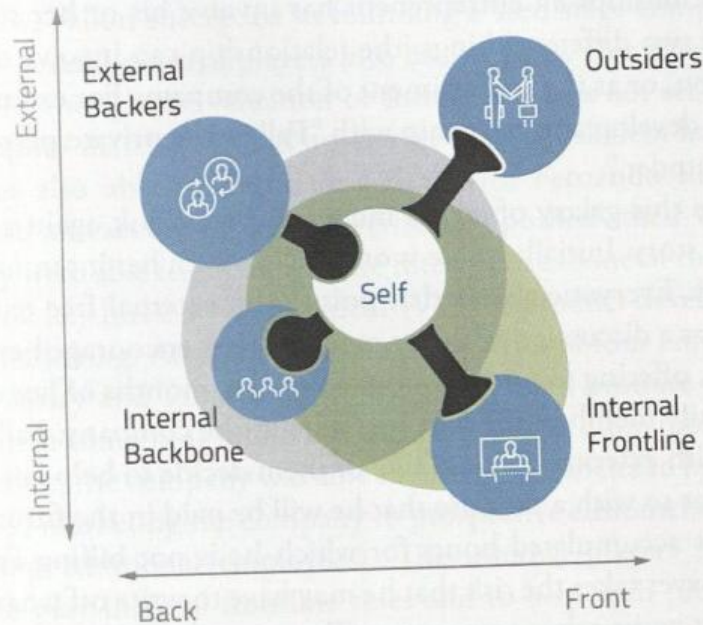 External
External
Backers
Outsiders
Self
Internal
Internal
Backbone
Internal
Frontline
Back
Front